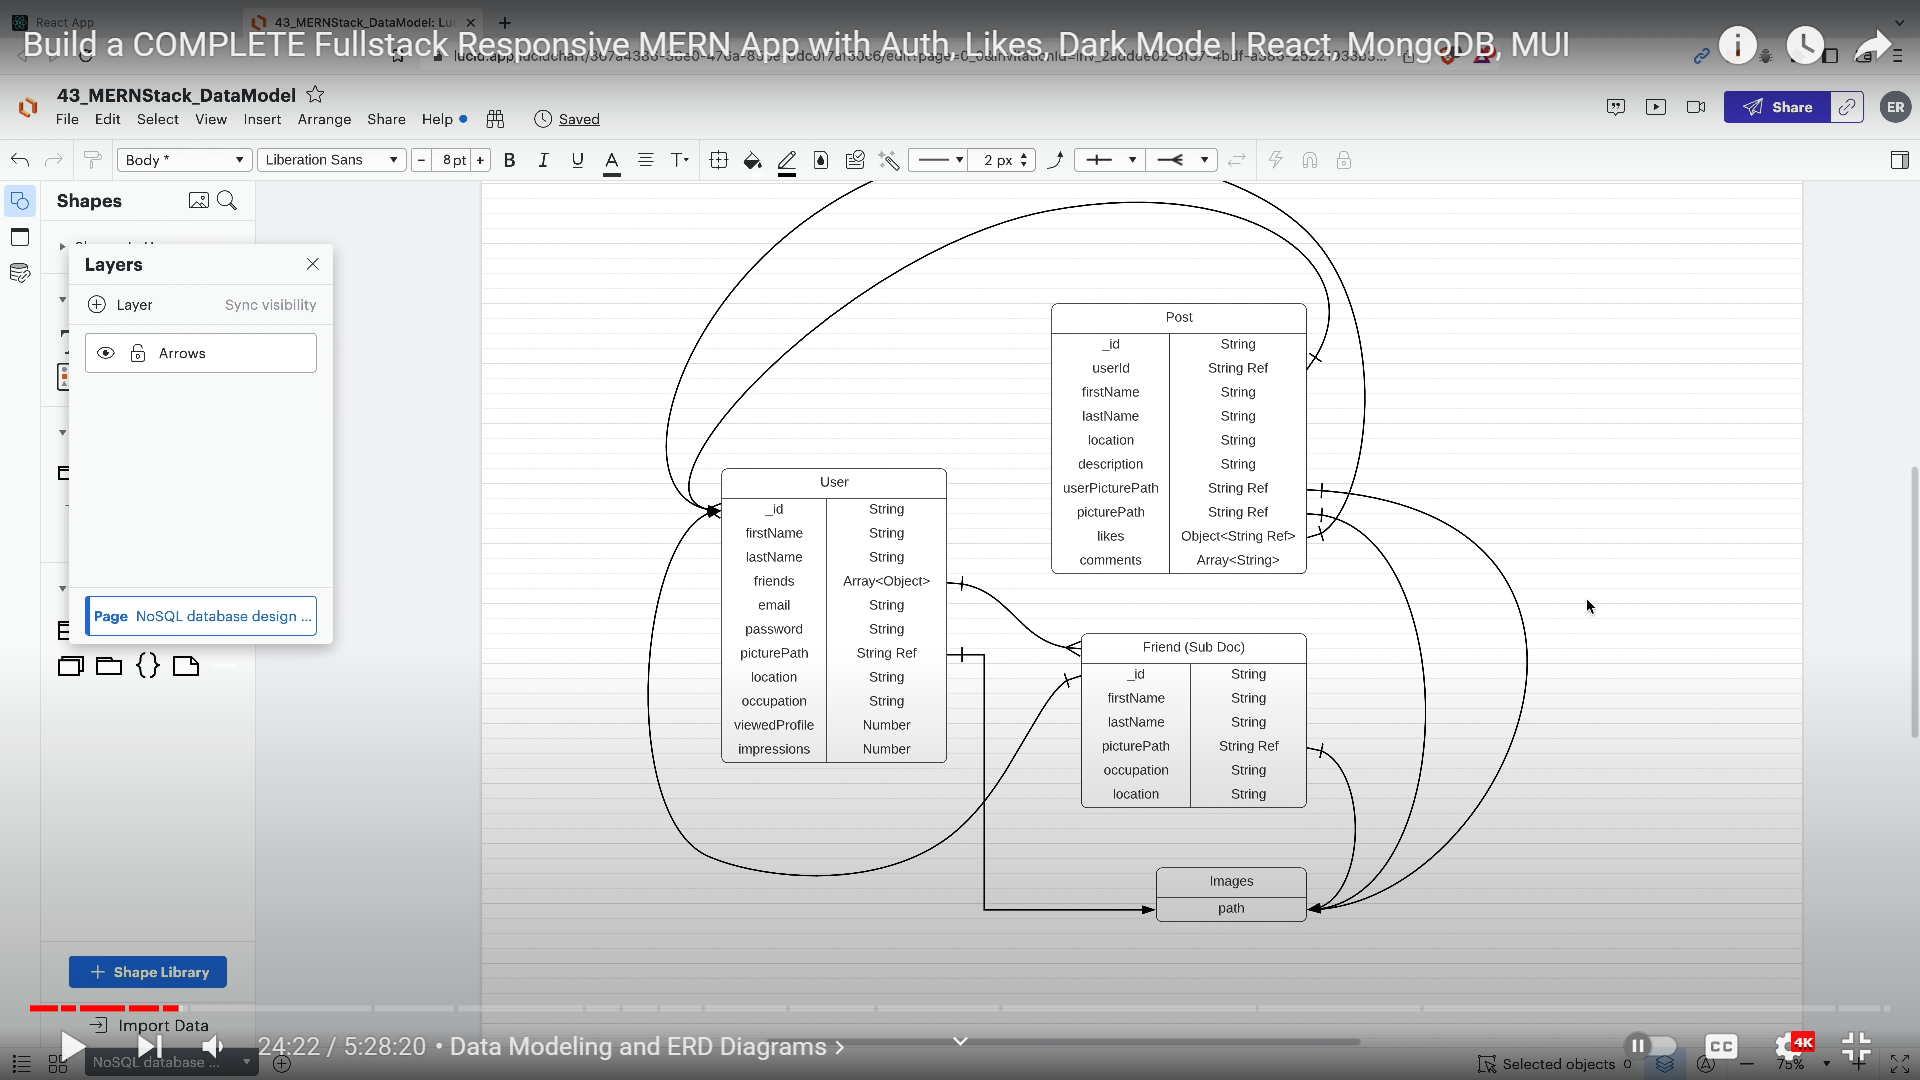 React App
43_MERNStack_DataModel: Luc
Build a COMPLETE Fullstack Responsive MERN App with Auth, Likes, Dark Mode | React, MongoDB, MUI
43_MERNStack_DataModel
File Edit Select View Insert Arrange Share Help
Saved
Share
ER
Body *
Liberation Sans
- 8 pt +
B I U A T
2 px
Shapes
Layers
Layer
Sync visibility
Arrows
Page NoSQL database design ...
Shape Library
Import Data
Post
_id String
userId String Ref
firstName String
lastName String
location String
description String
userPicturePath String Ref
picturePath String Ref
likes Object<String Ref>
comments Array<String>
User
_id String
firstName String
lastName String
friends Array<Object>
email String
password String
picturePath String Ref
location String
occupation String
viewedProfile Number
impressions Number
Friend (Sub Doc)
_id String
firstName String
lastName String
picturePath String Ref
occupation String
location String
Images
path
24:22 / 5:28:20 • Data Modeling and ERD Diagrams
CC
4K
NoSQL database ...
Selected objects 0
75%